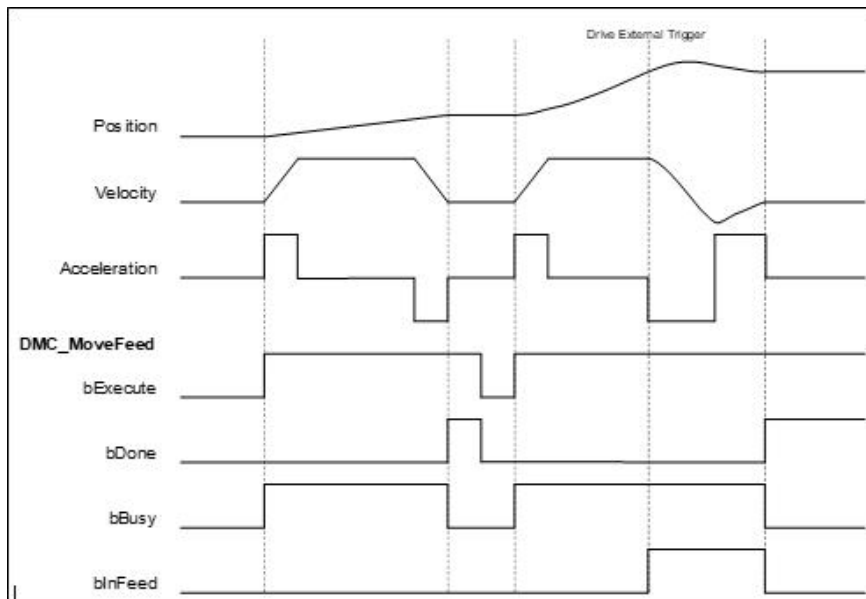 Drive External Trigger
Position
Velocity
Acceleration
DMC_MoveFeed
bExecute
bDone
bBusy
bInFeed